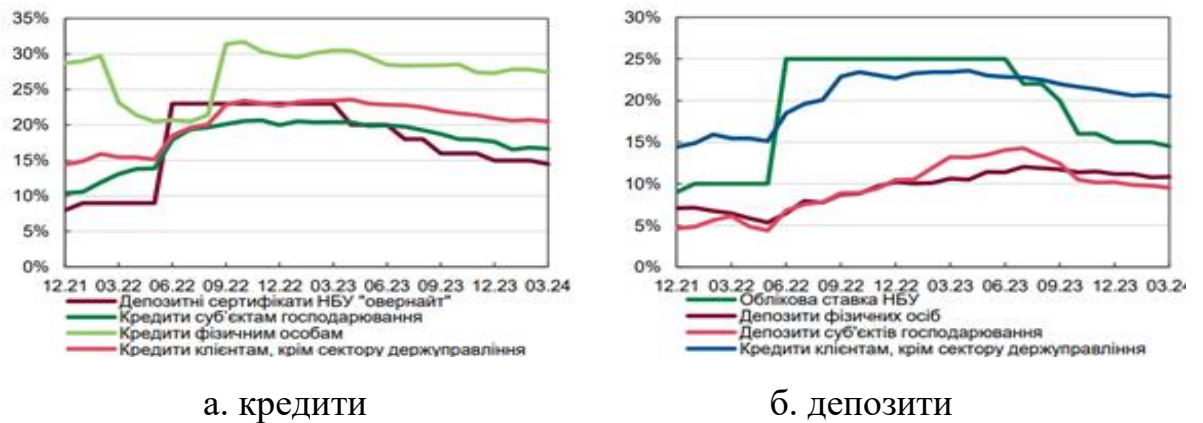 35%
30%
25%
20%
15%
10%
5%
0%
12.21 03.22 06.22 09.22 12.22 03.23 06.23 09.23 12.23 03.24
Депозитні сертифікати НБУ "овернайт"
Кредити суб'єктам господарювання
Кредити фізичним особам
Кредити клієнтам, крім сектору держуправління
а. кредити
30%
25%
20%
15%
10%
5%
0%
12.21 03.22 06.22 09.22 12.22 03.23 06.23 09.23 12.23 03.24
Облікова ставка НБУ
Депозити фізичних осіб
Депозити суб'єктів господарювання
Кредити клієнтам, крім сектору держуправління
б. депозити